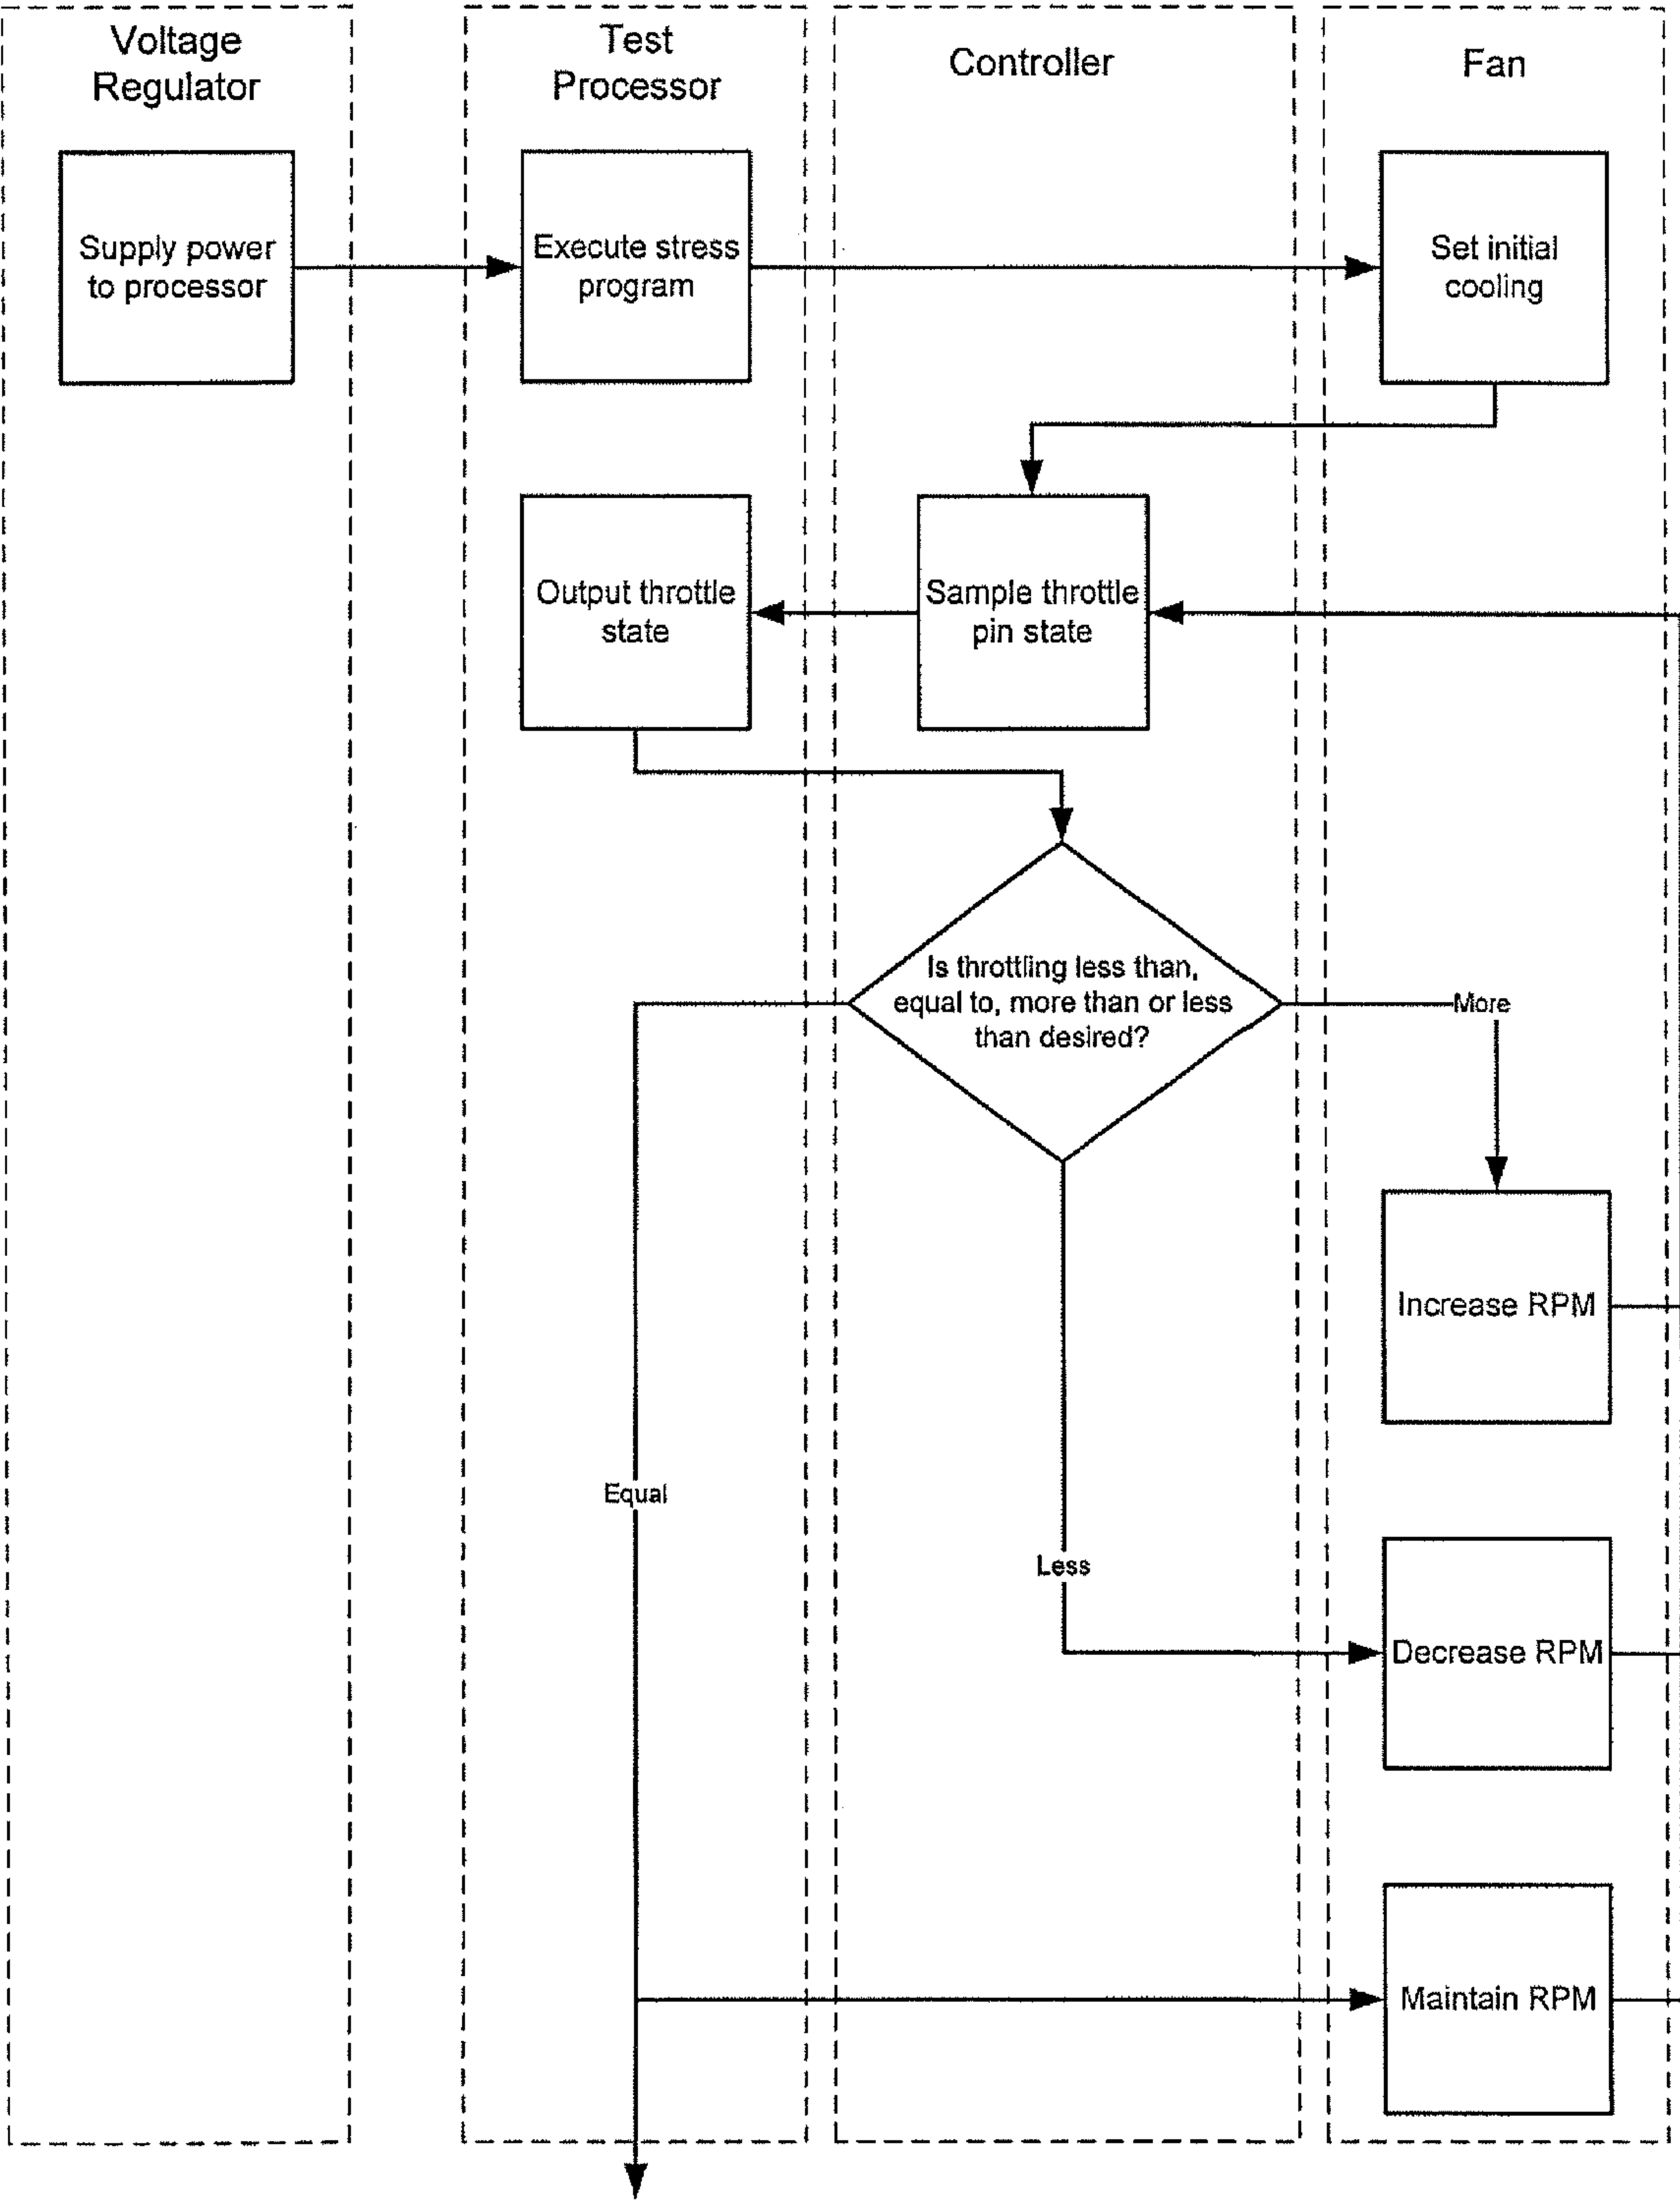 Voltage
Regulator
Test
Processor
Controller
Fan
Supply power
to processor
Execute stress
program
Set initial
cooling
Output throttle
state
Sample throttle
pin state
Is throttling less than,
equal to, more than or less
than desired?
More
Increase RPM
Equal
Less
Decrease RPM
Maintain RPM